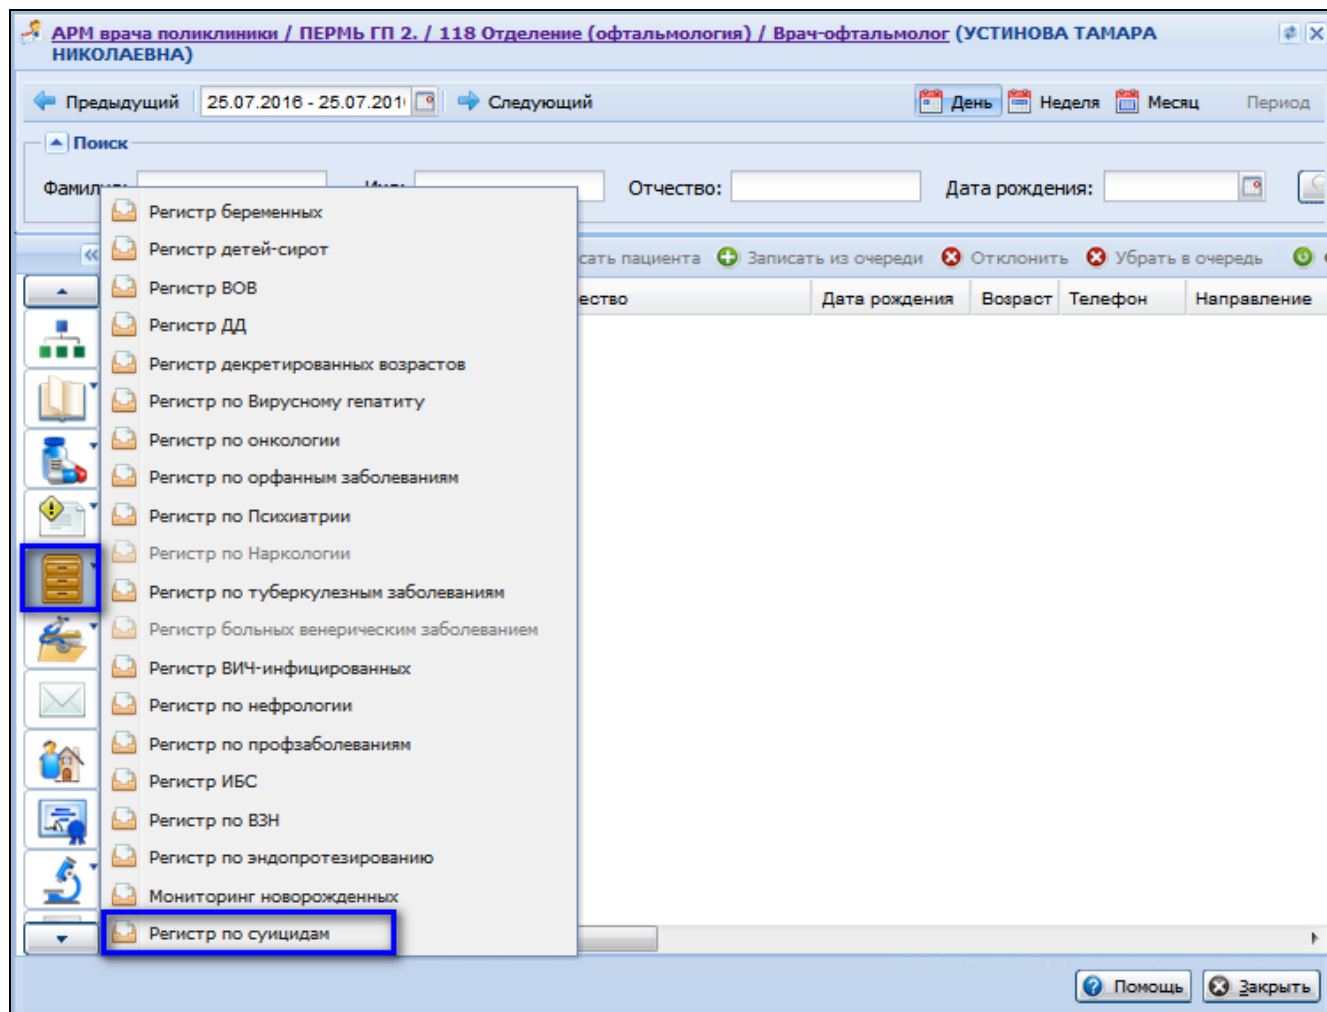 АРМ врача поликлиники / ПЕРМЬ ГП 2. / 118 Отделение (офтальмология) / Врач-офтальмолог (УСТИНОВА ТАМАРА
НИКОЛАЕВНА)
Предыдущий 25.07.2016 - 25.07.201 Следующий День Неделя Месяц Период
Поиск
Отчество: Дата рождения:
Записать из очереди Отклонить Убрать в очередь
Дата рождения Возраст Телефон Направление
Регистр беременных
Регистр детей-сирот
Регистр ВОВ
Регистр ДД
Регистр декретированных возрастов
Регистр по Вирусному гепатиту
Регистр по онкологии
Регистр по орфанным заболеваниям
Регистр по Психиатрии
Регистр по Наркологии
Регистр по туберкулезным заболеваниям
Регистр больных венерическим заболеванием
Регистр ВИЧ-инфицированных
Регистр по нефрологии
Регистр по профзаболеваниям
Регистр ИБС
Регистр по ВЗН
Регистр по эндопротезированию
Мониторинг новорожденных
Регистр по суицидам
Помощь Закрыть